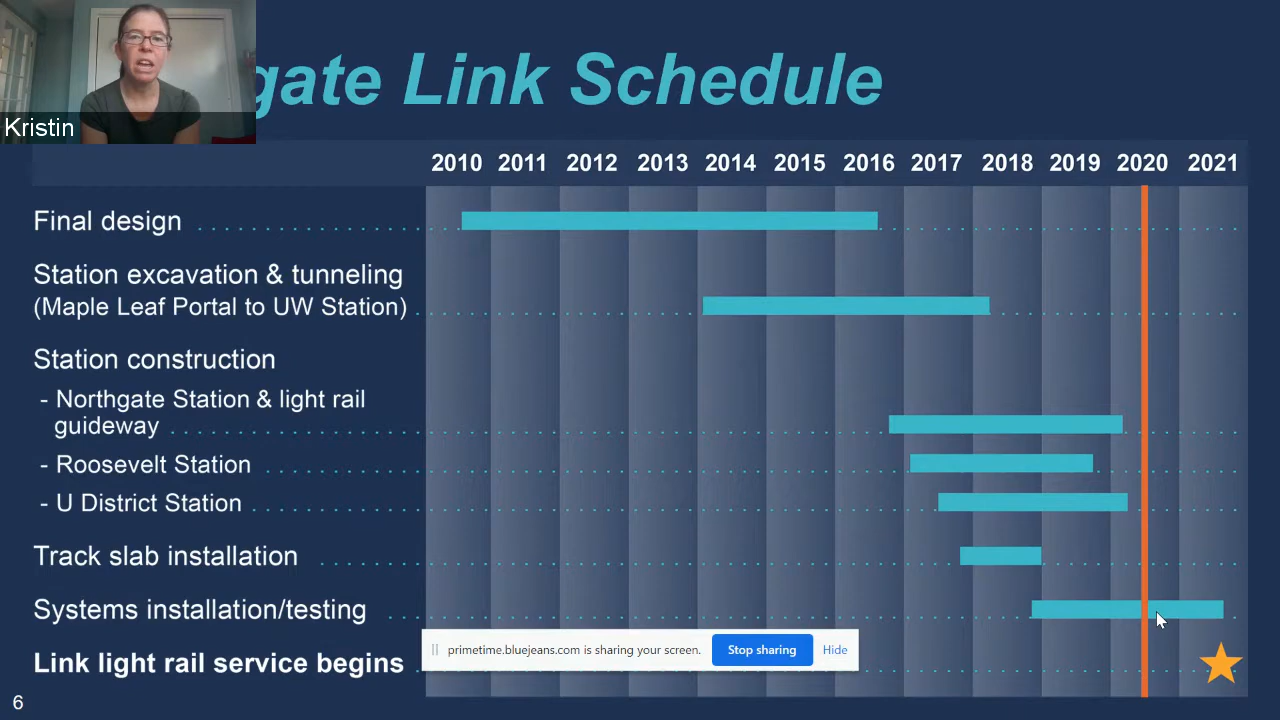 gate Link Schedule
Kristin
2010 2011 2012 2013 2014 2015 2016 2017 2018 2019 2020 2021
Final design
Station excavation & tunneling
(Maple Leaf Portal to UW Station)
Station construction
- Northgate Station & light rail
guideway
- Roosevelt Station
- U District Station
Track slab installation
Systems installation/testing
primetime.bluejeans.com is sharing your screen. Stop sharing Hide
Link light rail service begins
6